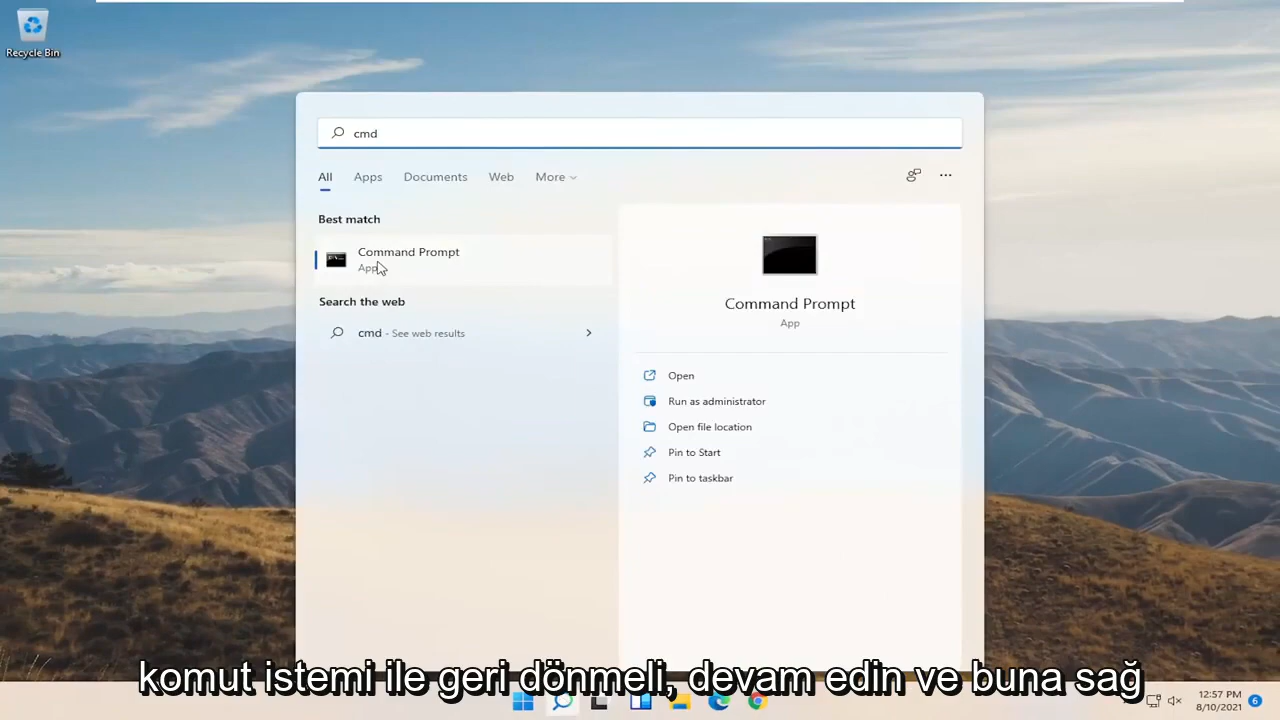 Recycle Bin
cmd
All Apps Documents Web More
Best match
Command Prompt
App
Search the web
cmd - See web results
Command Prompt
App
Open
Run as administrator
Open file location
Pin to Start
Pin to taskbar
komut istemi ile geri dönmeli, devam edin ve buna sağ
12:57 PM
8/10/2021
6